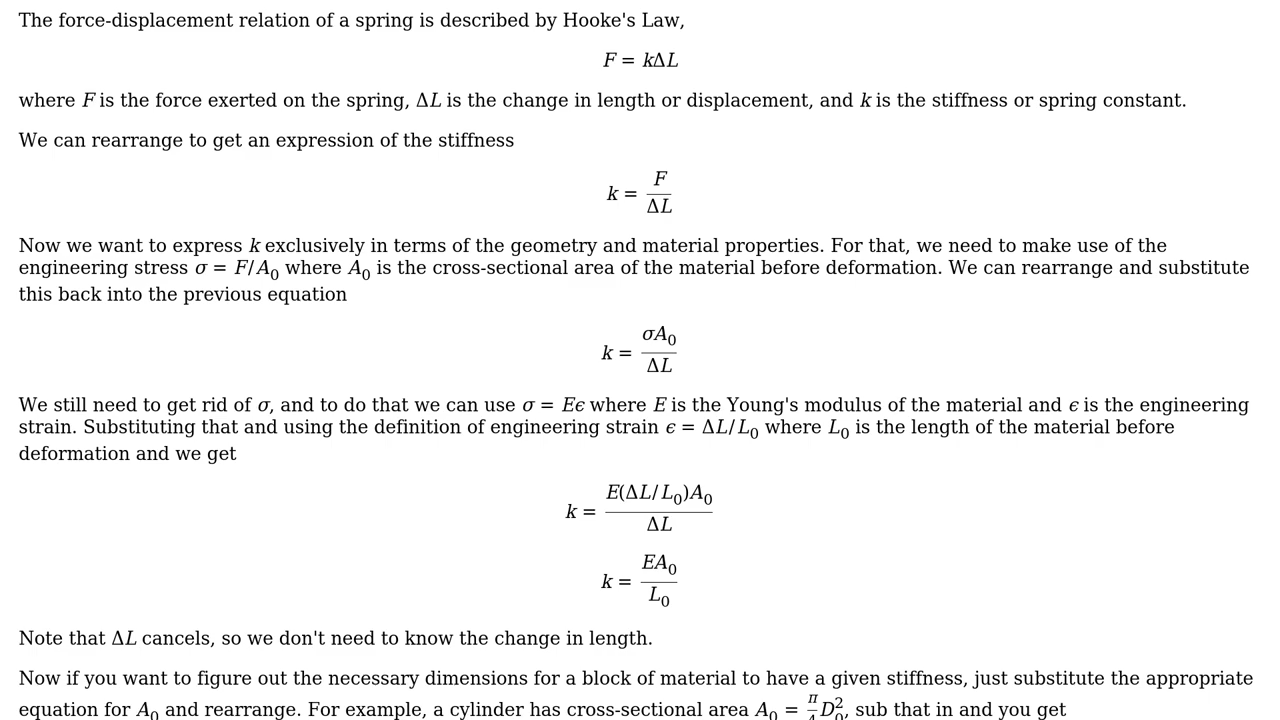 The force-displacement relation of a spring is described by Hooke's Law,
F = kΔL
where F is the force exerted on the spring, ΔL is the change in length or displacement, and k is the stiffness or spring constant.
We can rearrange to get an expression of the stiffness
k = F/ΔL
Now we want to express k exclusively in terms of the geometry and material properties. For that, we need to make use of the
engineering stress σ = F/A₀ where A₀ is the cross-sectional area of the material before deformation. We can rearrange and substitute
this back into the previous equation
k = σA₀/ΔL
We still need to get rid of σ, and to do that we can use σ = Eϵ where E is the Young's modulus of the material and ϵ is the engineering
strain. Substituting that and using the definition of engineering strain ϵ = ΔL/L₀ where L₀ is the length of the material before
deformation and we get
k = E(ΔL/L₀)A₀/ΔL
k = EA₀/L₀
Note that ΔL cancels, so we don't need to know the change in length.
Now if you want to figure out the necessary dimensions for a block of material to have a given stiffness, just substitute the appropriate
equation for A₀ and rearrange. For example, a cylinder has cross-sectional area A₀ = π/4 D₀², sub that in and you get